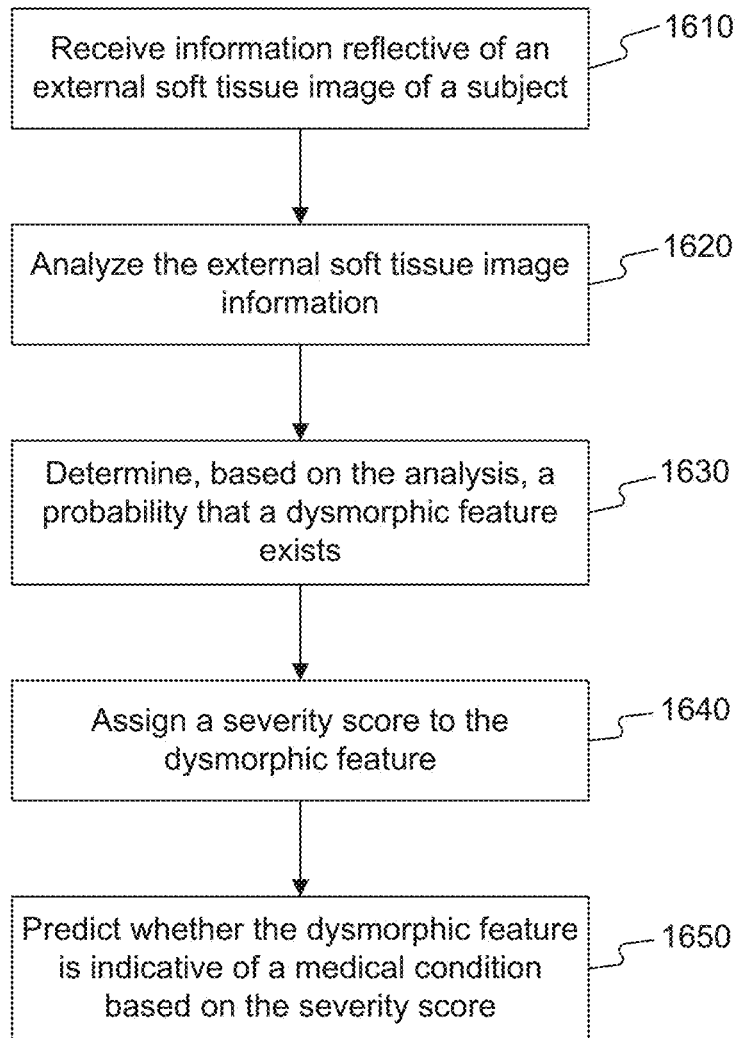 Receive information reflective of an
external soft tissue image of a subject
1610
Analyze the external soft tissue image
information
1620
Determine, based on the analysis, a
probability that a dysmorphic feature
exists
1630
Assign a severity score to the
dysmorphic feature
1640
Predict whether the dysmorphic feature
is indicative of a medical condition
based on the severity score
1650